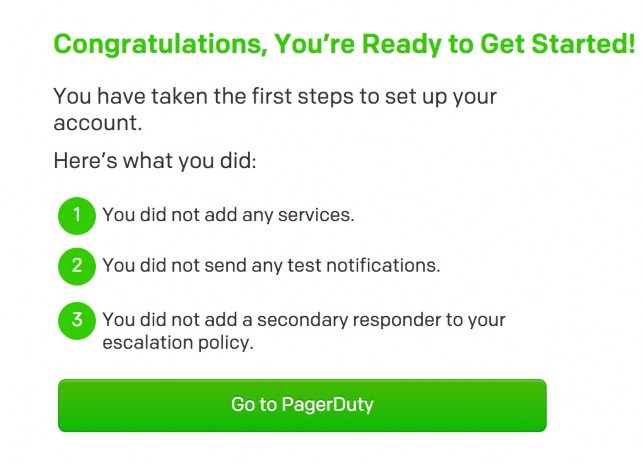 Congratulations, You’re Ready to Get Started!
You have taken the first steps to set up your
account.
Here’s what you did:
1 You did not add any services.
2 You did not send any test notifications.
3 You did not add a secondary responder to your
escalation policy.
Go to PagerDuty